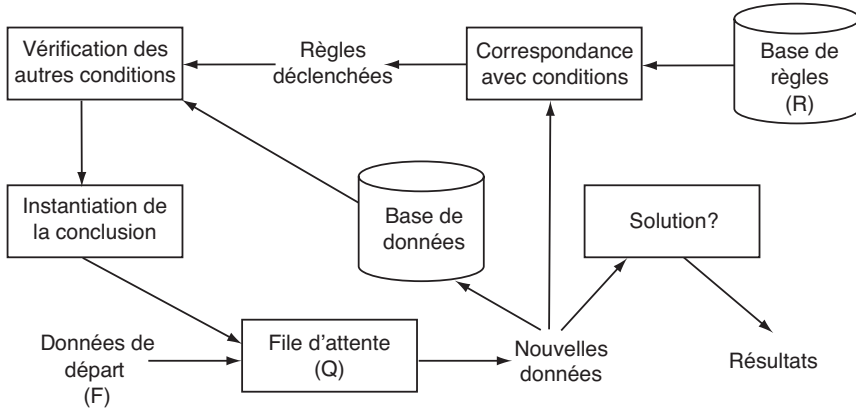 Vérification des
autres conditions
Règles
déclenchées
Correspondance
avec conditions
Base de
règles
(R)
Instantiation de
la conclusion
Base de
données
Solution?
Données de
départ
(F)
File d'attente
(Q)
Nouvelles
données
Résultats